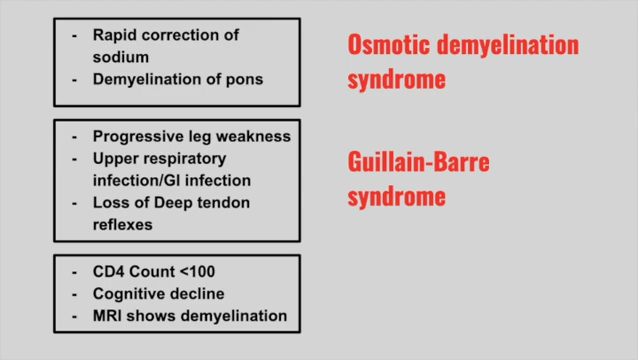 - Rapid correction of
sodium
- Demyelination of pons
Osmotic demyelination
syndrome
- Progressive leg weakness
- Upper respiratory
infection/GI infection
- Loss of Deep tendon
reflexes
Guillain-Barre
syndrome
- CD4 Count <100
- Cognitive decline
- MRI shows demyelination